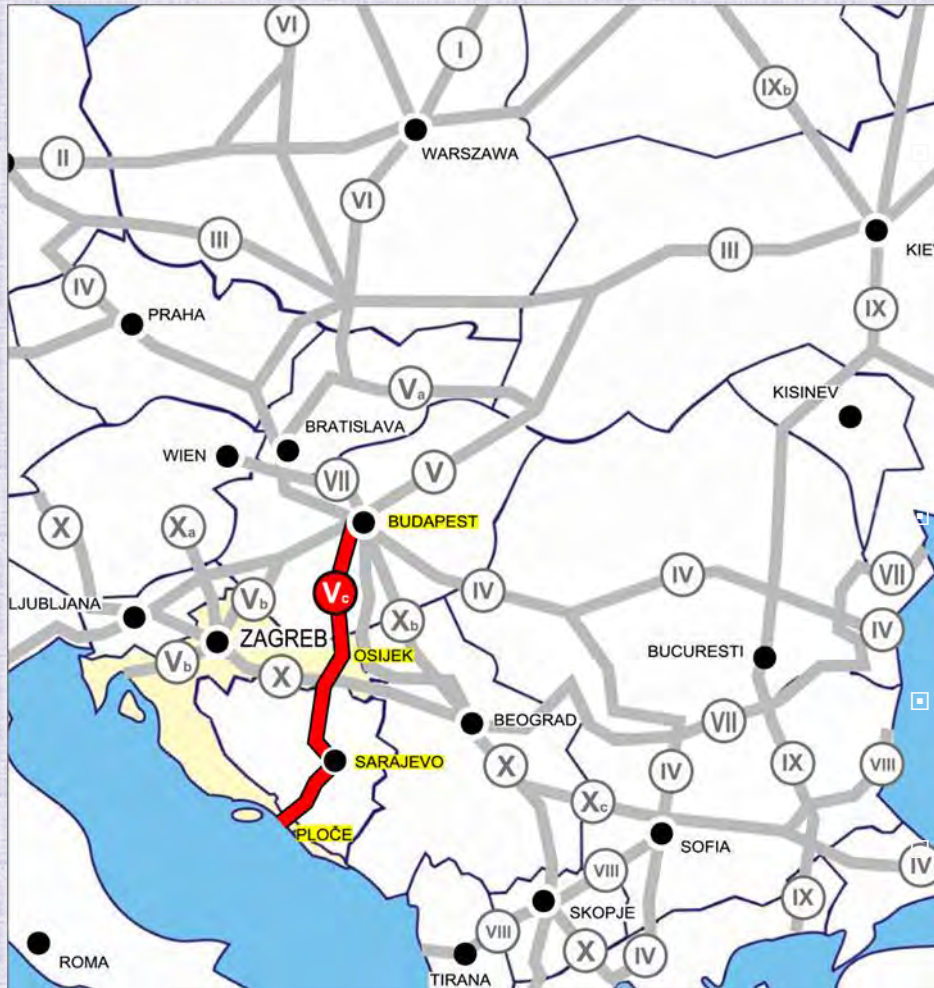 VI
I
IXb
WARSZAWA
II
VI
III
III
KIE
IV
PRAHA
IX
Va
KISINEV
BRATISLAVA
WIEN
V
VII
X
Xa
BUDAPEST
IV
IV
VII
Vc
Vb
LJUBLJANA
Xb
IV
ZAGREB
OSIJEK
BUCURESTI
Vb
X
BEOGRAD
VII
SARAJEVO
X
IV
IX
VIII
Xc
PLOČE
SOFIA
VIII
IV
IX
SKOPJE
VIII
ROMA
X
IV
TIRANA